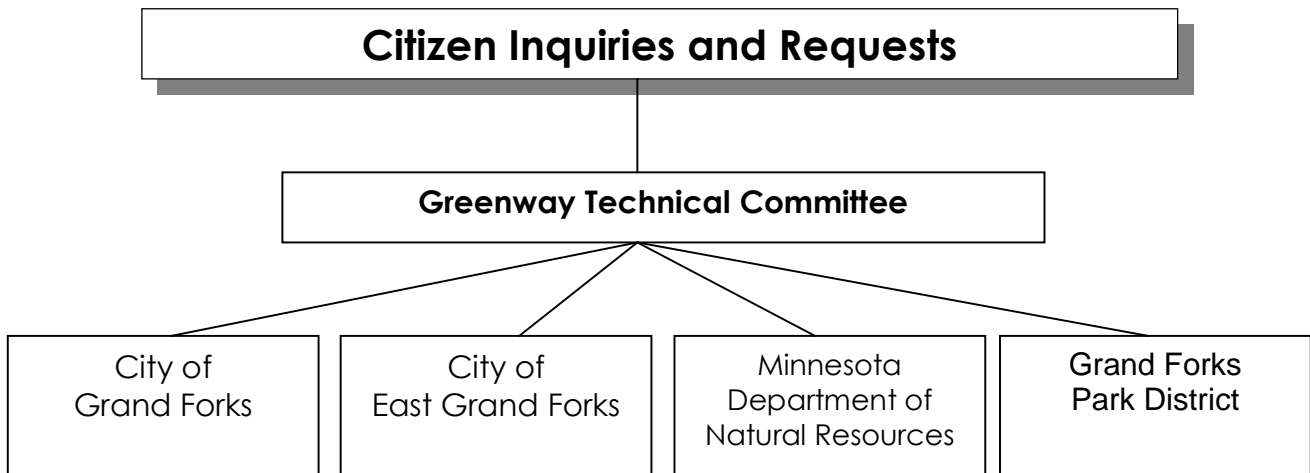 Citizen Inquiries and Requests
Greenway Technical Committee
City of
Grand Forks
City of
East Grand Forks
Minnesota
Department of
Natural Resources
Grand Forks
Park District